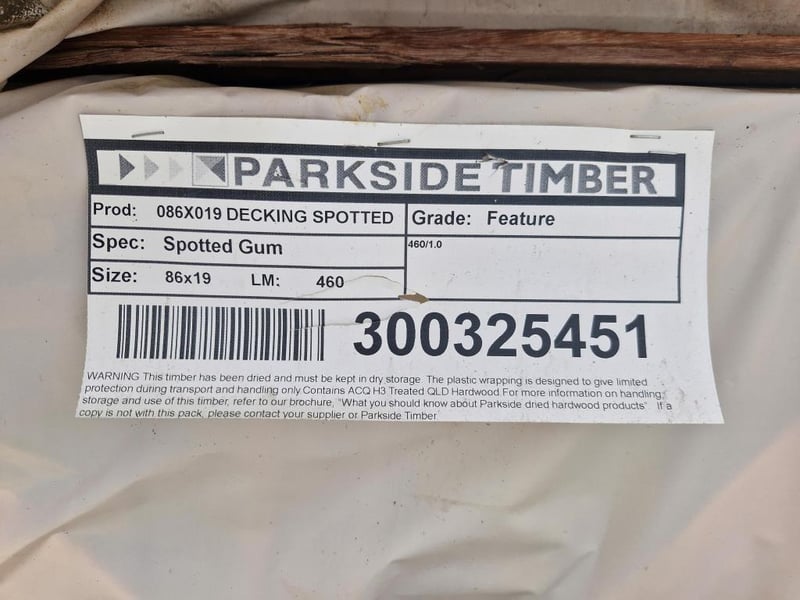 PARKSIDE TIMBER
Prod: 086X019 DECKING SPOTTED
Grade: Feature
Spec: Spotted Gum
460/1.0
Size: 86x19 LM: 460
300325451
WARNING This timber has been dried and must be kept in dry storage. The plastic wrapping is designed to give limited
protection during transport and handling only Contains ACQ H3 Treated QLD Hardwood For more information on handling,
storage and use of this timber, refer to our brochure, "What you should know about Parkside dried hardwood products" If a
copy is not with this pack, please contact your supplier or Parkside Timber